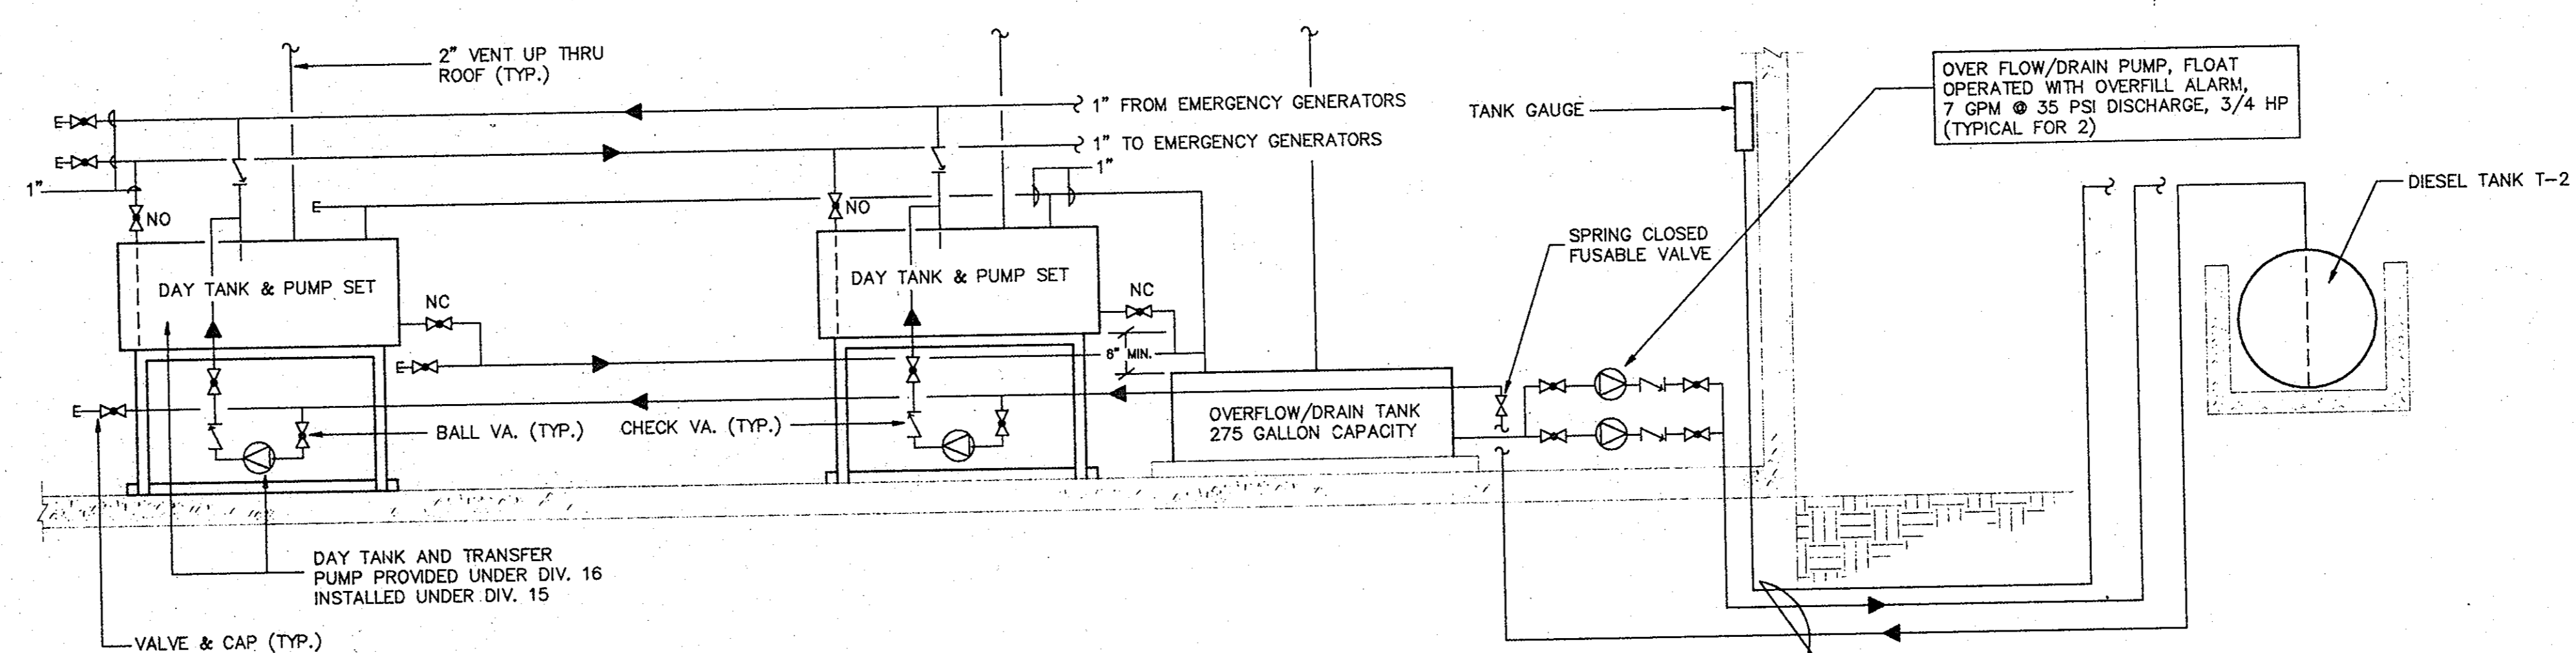 2" VENT UP THRU
ROOF (TYP.)
1" FROM EMERGENCY GENERATORS
1" TO EMERGENCY GENERATORS
1"
1"
NO
NO
DAY TANK & PUMP SET
DAY TANK & PUMP SET
NC
NC
6" MIN.
BALL VA. (TYP.)
CHECK VA. (TYP.)
OVERFLOW/DRAIN TANK
275 GALLON CAPACITY
DAY TANK AND TRANSFER
PUMP PROVIDED UNDER DIV. 16
INSTALLED UNDER DIV. 15
VALVE & CAP (TYP.)
TANK GAUGE
SPRING CLOSED
FUSABLE VALVE
OVER FLOW/DRAIN PUMP, FLOAT
OPERATED WITH OVERFILL ALARM,
7 GPM @ 35 PSI DISCHARGE, 3/4 HP
(TYPICAL FOR 2)
DIESEL TANK T-2